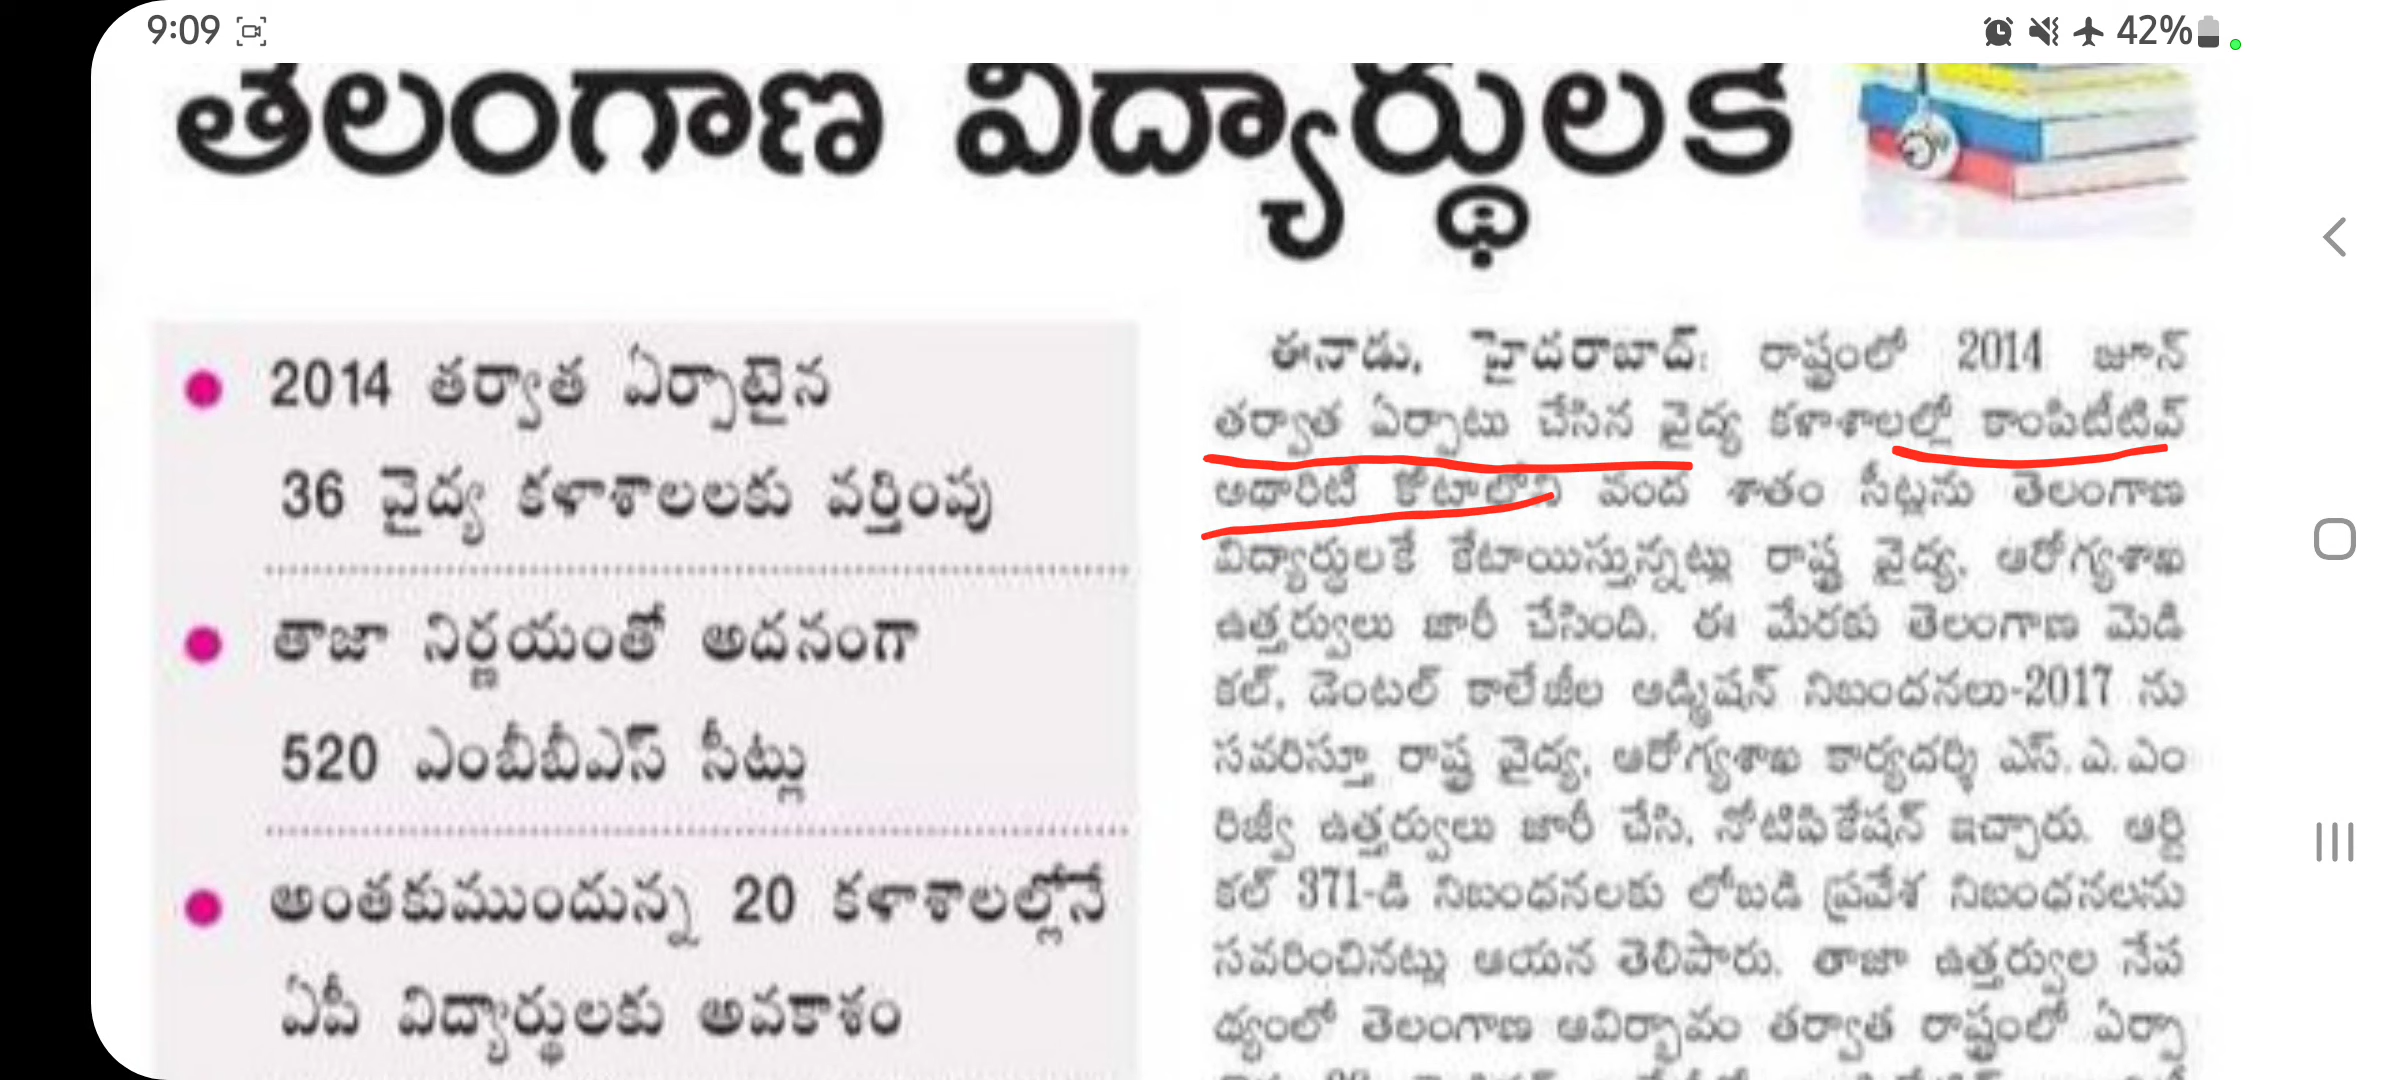 9:09
42%
తెలంగాణ విద్యార్థులకే
• 2014 తర్వాత ఏర్పాటైన
36 వైద్య కళాశాలలకు వర్తింపు
• తాజా నిర్ణయంతో అదనంగా
520 ఎంబీబీఎస్ సీట్లు
• అంతకుముందున్న 20 కళాశాలల్లోనే
ఏపీ విద్యార్థులకు అవకాశం
ఈనాడు, హైదరాబాద్: రాష్ట్రంలో 2014 జూన్
తర్వాత ఏర్పాటు చేసిన వైద్య కళాశాలల్లో కాంపిటీటివ్
అథారిటీ కోటాలోని వంద శాతం సీట్లను తెలంగాణ
విద్యార్థులకే కేటాయిస్తున్నట్లు రాష్ట్ర వైద్య, ఆరోగ్యశాఖ
ఉత్తర్వులు జారీ చేసింది. ఈ మేరకు తెలంగాణ మెడి
కల్, డెంటల్ కాలేజీల అడ్మిషన్ నిబంధనలు-2017 ను
సవరిస్తూ రాష్ట్ర వైద్య, ఆరోగ్యశాఖ కార్యదర్శి ఎస్.ఎ.ఎం
రిజ్వీ ఉత్తర్వులు జారీ చేసి, నోటిఫికేషన్ ఇచ్చారు. ఆర్టి
కల్ 371-డి నిబంధనలకు లోబడి ప్రవేశ నిబంధనలను
సవరించినట్లు ఆయన తెలిపారు. తాజా ఉత్తర్వుల నేప
థ్యంలో తెలంగాణ ఆవిర్భావం తర్వాత రాష్ట్రంలో ఏర్పా